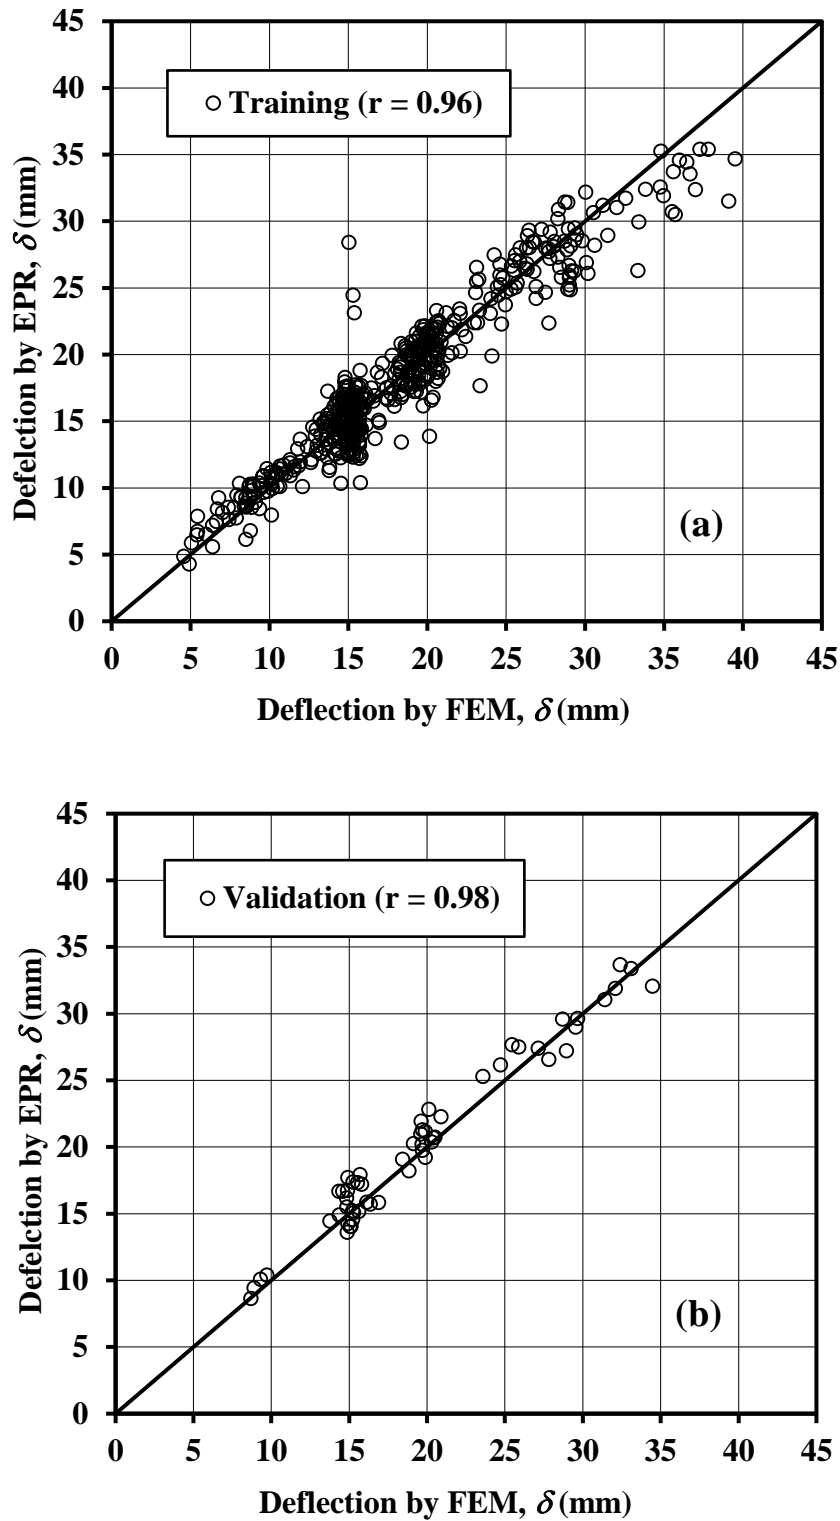 45
40
35
30
25
20
15
10
5
0
Defelction by EPR, δ (mm)
Training (r = 0.96)
(a)
0 5 10 15 20 25 30 35 40 45
Deflection by FEM, δ (mm)
45
40
35
30
25
20
15
10
5
0
Defelction by EPR, δ (mm)
Validation (r = 0.98)
(b)
0 5 10 15 20 25 30 35 40 45
Deflection by FEM, δ (mm)